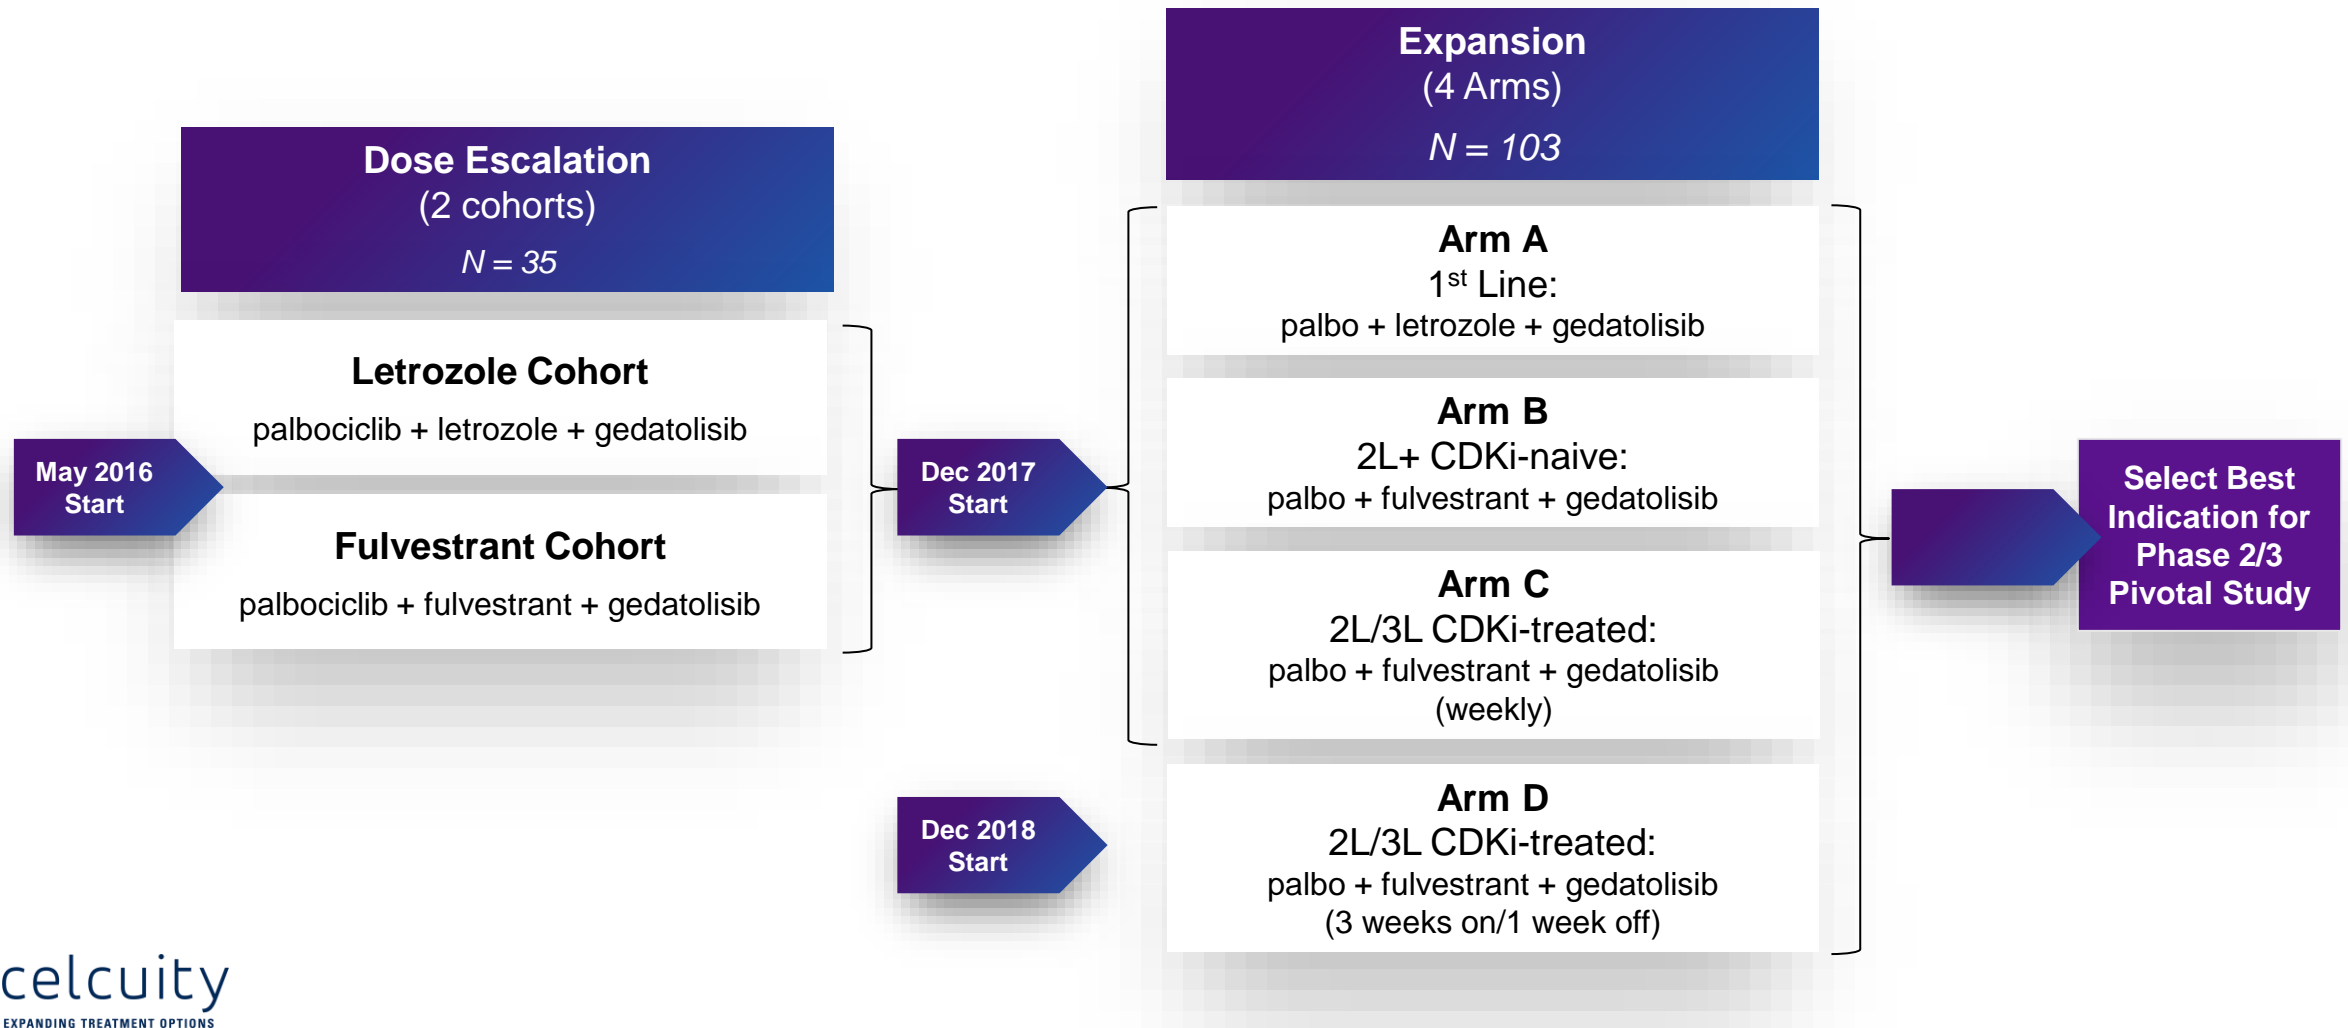 Dose Escalation
(2 cohorts)
N = 35
Letrozole Cohort
palbociclib + letrozole + gedatolisib
May 2016
Start
Fulvestrant Cohort
palbociclib + fulvestrant + gedatolisib
Dec 2017
Start
Expansion
(4 Arms)
N = 103
Arm A
1st Line:
palbo + letrozole + gedatolisib
Arm B
2L+ CDKi-naive:
palbo + fulvestrant + gedatolisib
Arm C
2L/3L CDKi-treated:
palbo + fulvestrant + gedatolisib
(weekly)
Dec 2018
Start
Arm D
2L/3L CDKi-treated:
palbo + fulvestrant + gedatolisib
(3 weeks on/1 week off)
Select Best
Indication for
Phase 2/3
Pivotal Study
celcuity
EXPANDING TREATMENT OPTIONS